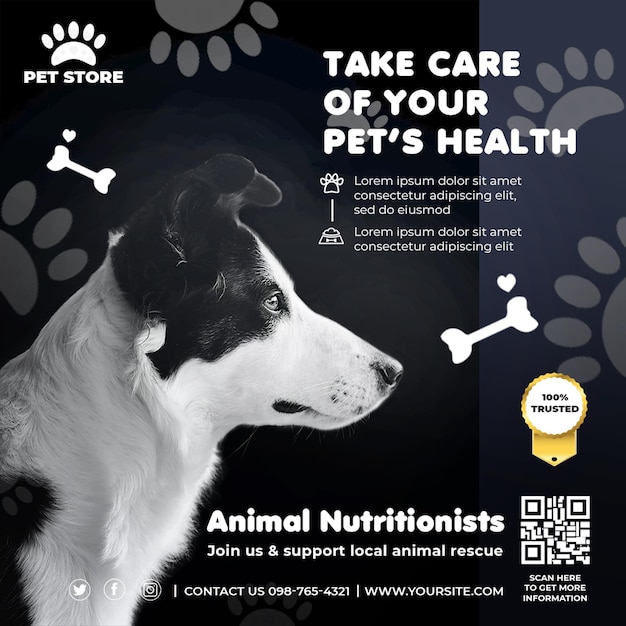 PET STORE
TAKE CARE
OF YOUR
PET'S HEALTH
Lorem ipsum dolor sit amet
consectetur adipiscing elit,
sed do eiusmod
Lorem ipsum dolor sit amet
consectetur adipiscing elit
100%
TRUSTED
Animal Nutritionists
Join us & support local animal rescue
| CONTACT US 098-765-4321 | WWW.YOURSITE.COM
SCAN HERE
TO GET MORE
INFORMATION